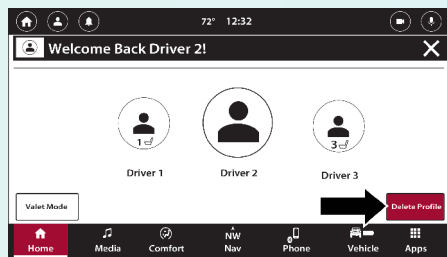 72° 12:32
Welcome Back Driver 2!
1
3
Driver 1 Driver 2 Driver 3
Valet Mode
Delete Profile
NW
Home Media Comfort Nav Phone Vehicle Apps